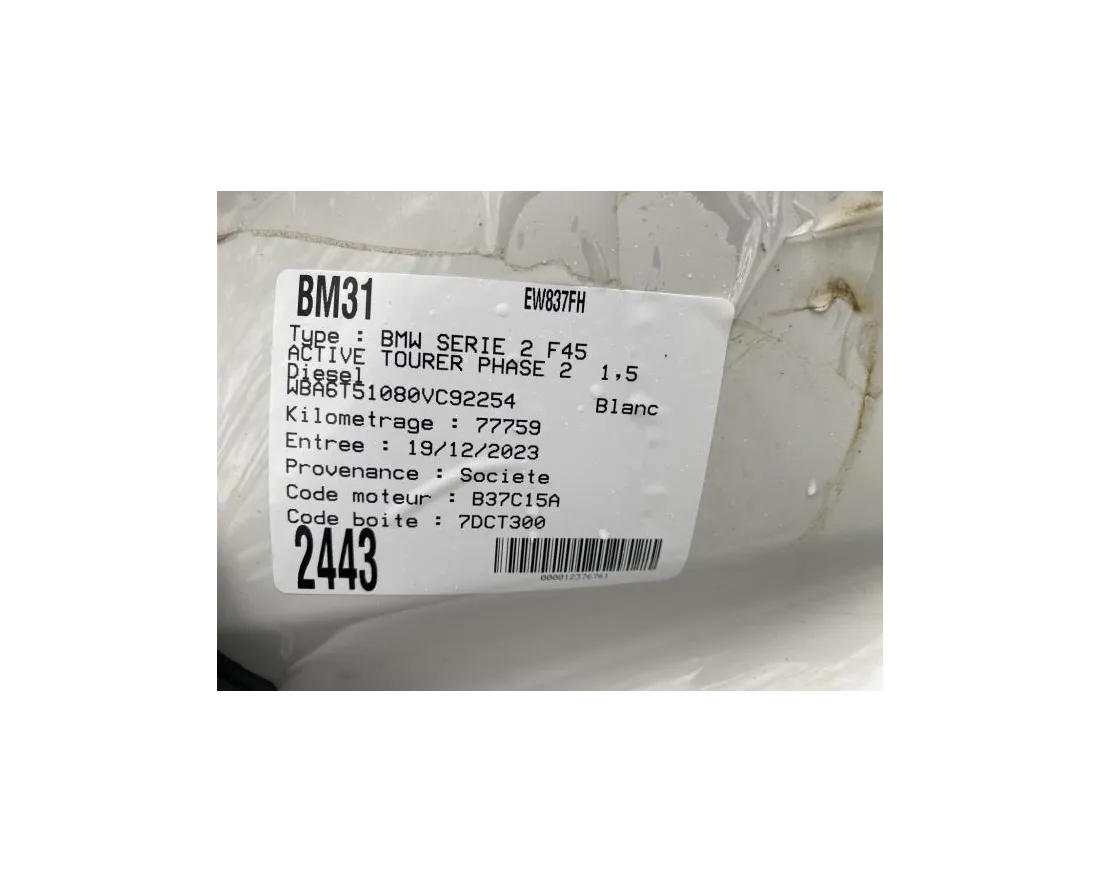 BM31 EW837FH
Type : BMW SERIE 2 F45
ACTIVE TOURER PHASE 2 1,5
Diesel
WBA6T51080VC92254 Blanc
Kilometrage : 77759
Entree : 19/12/2023
Provenance : Societe
Code moteur : B37C15A
Code boite : 7DCT300
2443
000012376761